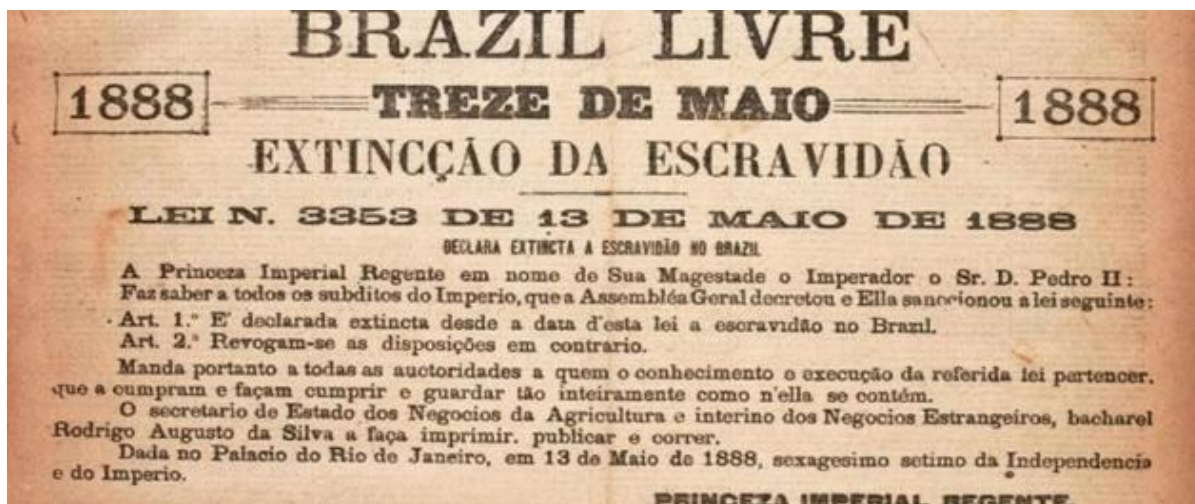 BRAZIL LIVRE
1888 TREZE DE MAIO 1888
EXTINCÇÃO DA ESCRAVIDÃO
LEI N. 3353 DE 13 DE MAIO DE 1888
DECLARA EXTINCTA A ESCRAVIDÃO NO BRAZIL
A Princeza Imperial Regente em nome de Sua Magestade o Imperador o Sr. D. Pedro II:
Faz saber a todos os subditos do Imperio, que a Assembléa Geral decretou e Ella sanccionou a lei seguinte:
Art. 1.º E' declarada extincta desde a data d'esta lei a escravidão no Brazil.
Art. 2.º Revogam-se as disposições em contrario.
Manda portanto a todas as auctoridades a quem o conhecimento e execução da referida lei pertencer,
que a cumpram e façam cumprir e guardar tão inteiramente como n'ella se contém.
O secretario de Estado dos Negocios da Agricultura e interino dos Negocios Estrangeiros, bacharel
Rodrigo Augusto da Silva a faça imprimir. publicar e correr.
Dada no Palacio do Rio de Janeiro, em 13 de Maio de 1888, sexagesimo setimo da Independencia
e do Imperio.
PRINCEZA IMPERIAL REGENTE